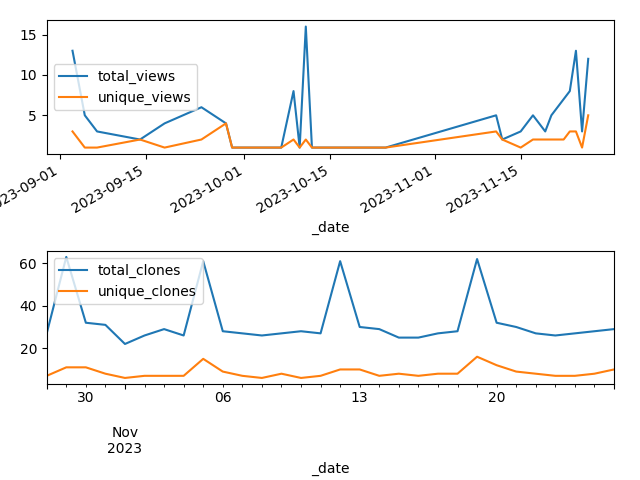 15
10
5
total_views
unique_views
2023-09-01
2023-09-15
2023-10-01
2023-10-15
2023-11-01
2023-11-15
_date
60
40
20
total_clones
unique_clones
30
06
13
20
Nov
2023
_date